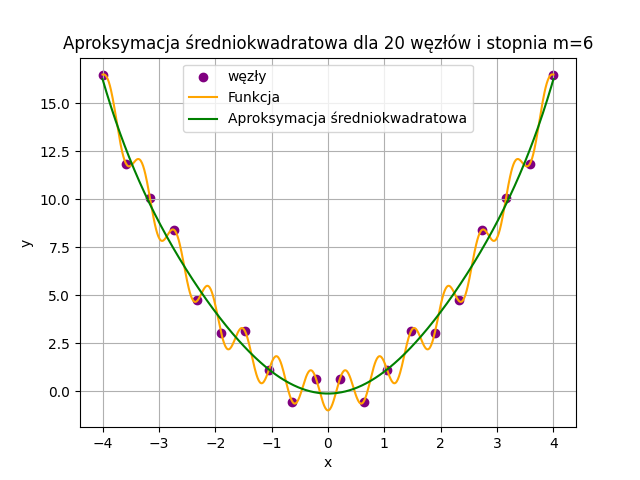 Aproksymacja średniokwadratowa dla 20 węzłów i stopnia m=6
węzły
Funkcja
Aproksymacja średniokwadratowa
15.0
12.5
10.0
7.5
5.0
2.5
0.0
y
−4 −3 −2 −1 0 1 2 3 4
x